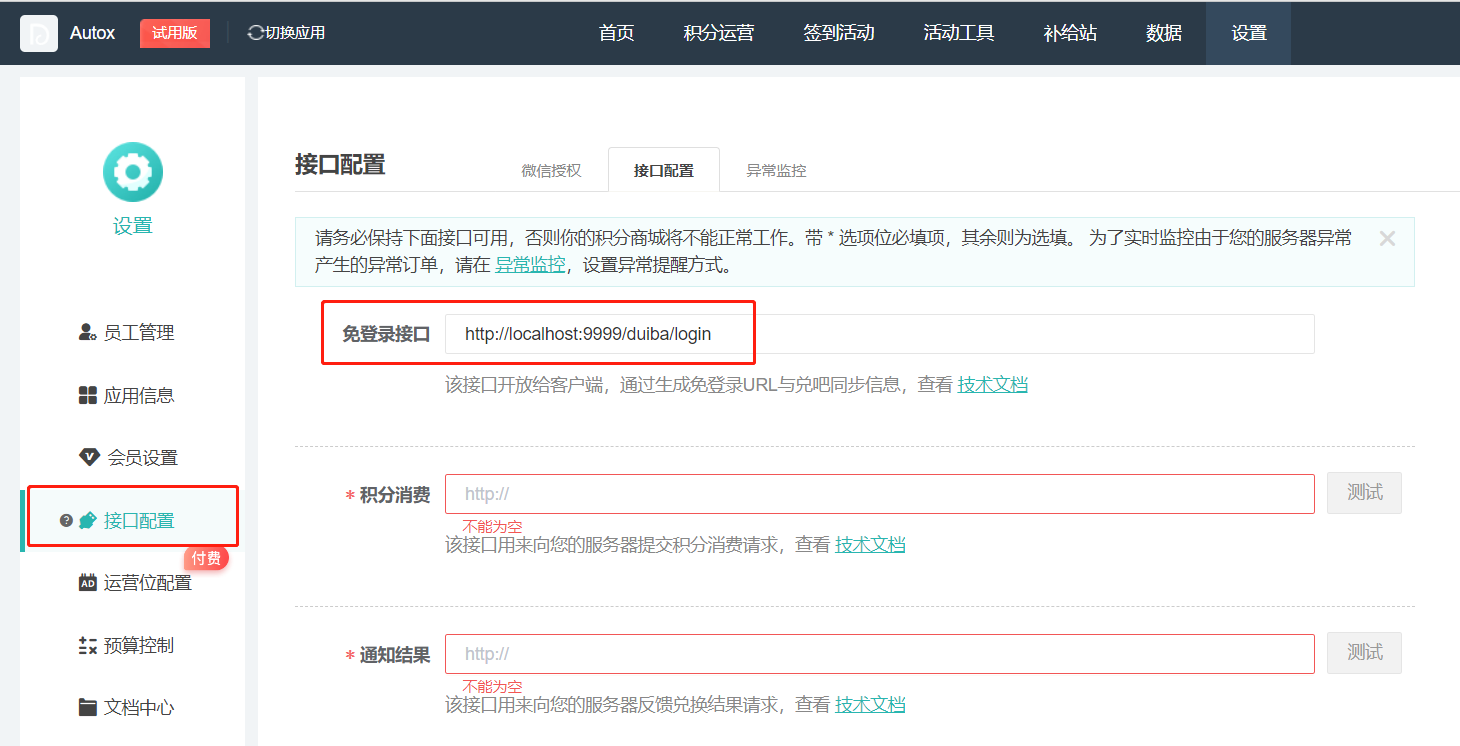 Autox 试用版 切换应用 首页 积分运营 签到活动 活动工具 补给站 数据 设置
设置
员工管理
应用信息
会员设置
接口配置
付费
运营位配置
预算控制
文档中心
接口配置 微信授权 接口配置 异常监控
请务必保持下面接口可用，否则你的积分商城将不能正常工作。带 * 选项位必填项，其余则为选填。 为了实时监控由于您的服务器异常
产生的异常订单，请在 异常监控，设置异常提醒方式。
免登录接口 http://localhost:9999/duiba/login
该接口开放给客户端，通过生成免登录URL与兑吧同步信息，查看 技术文档
* 积分消费 http:// 测试
不能为空
该接口用来向您的服务器提交积分消费请求，查看 技术文档
* 通知结果 http:// 测试
不能为空
该接口用来向您的服务器反馈兑换结果请求，查看 技术文档